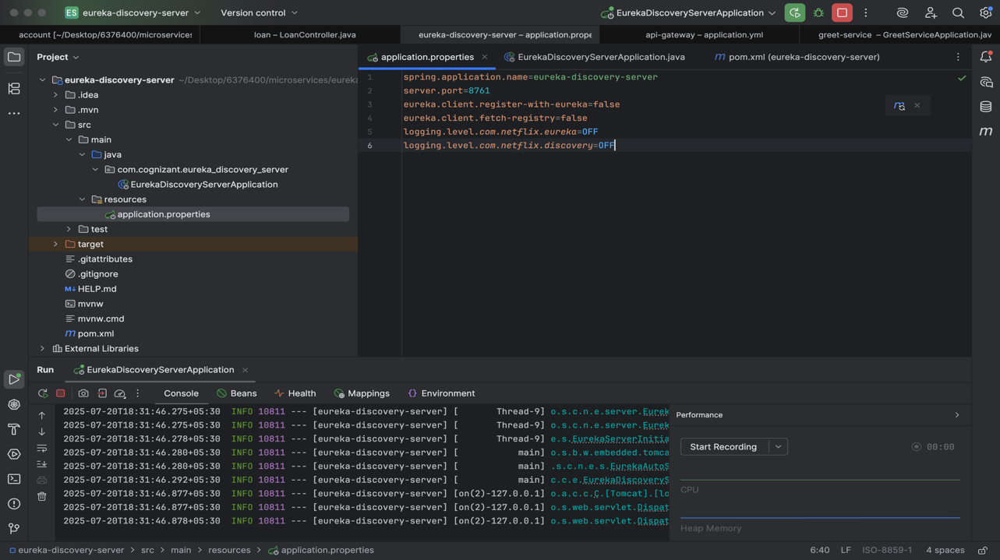 ES eureka-discovery-server Version control EurekaDiscoveryServerApplication
account [~/Desktop/6376400/microservices loan – LoanController.java eureka-discovery-server – application.prope api-gateway – application.yml greet-service – GreetServiceApplication.jav
Project
application.properties EurekaDiscoveryServerApplication.java m pom.xml (eureka-discovery-server)
eureka-discovery-server ~/Desktop/6376400/microservices/eureka
.idea
.mvn
src
main
java
com.cognizant.eureka_discovery_server
EurekaDiscoveryServerApplication
resources
application.properties
test
target
.gitattributes
.gitignore
M↓ HELP.md
mvnw
mvnw.cmd
m pom.xml
External Libraries
1 spring.application.name=eureka-discovery-server
2 server.port=8761
3 eureka.client.register-with-eureka=false
4 eureka.client.fetch-registry=false
5 logging.level.com.netflix.eureka=OFF
6 logging.level.com.netflix.discovery=OFF
Run EurekaDiscoveryServerApplication
Console Beans Health Mappings Environment
2025-07-20T18:31:46.275+05:30 INFO 10811 --- [eureka-discovery-server] [ Thread-9] o.s.c.n.e.server.Eurek
2025-07-20T18:31:46.275+05:30 INFO 10811 --- [eureka-discovery-server] [ Thread-9] o.s.c.n.e.server.Eurek
2025-07-20T18:31:46.278+05:30 INFO 10811 --- [eureka-discovery-server] [ Thread-9] e.s.EurekaServerInitia
2025-07-20T18:31:46.280+05:30 INFO 10811 --- [eureka-discovery-server] [ main] o.s.b.w.embedded.tomca
2025-07-20T18:31:46.280+05:30 INFO 10811 --- [eureka-discovery-server] [ main] .s.c.n.e.s.EurekaAutoS
2025-07-20T18:31:46.292+05:30 INFO 10811 --- [eureka-discovery-server] [ main] c.c.e.EurekaDiscoveryS
2025-07-20T18:31:46.877+05:30 INFO 10811 --- [eureka-discovery-server] [on(2)-127.0.0.1] o.a.c.c.C.[Tomcat].[lo
2025-07-20T18:31:46.877+05:30 INFO 10811 --- [eureka-discovery-server] [on(2)-127.0.0.1] o.s.web.servlet.Dispat
2025-07-20T18:31:46.878+05:30 INFO 10811 --- [eureka-discovery-server] [on(2)-127.0.0.1] o.s.web.servlet.Dispat
Performance
Start Recording 00:00
CPU
Heap Memory
eureka-discovery-server > src > main > resources > application.properties 6:40 LF ISO-8859-1 4 spaces